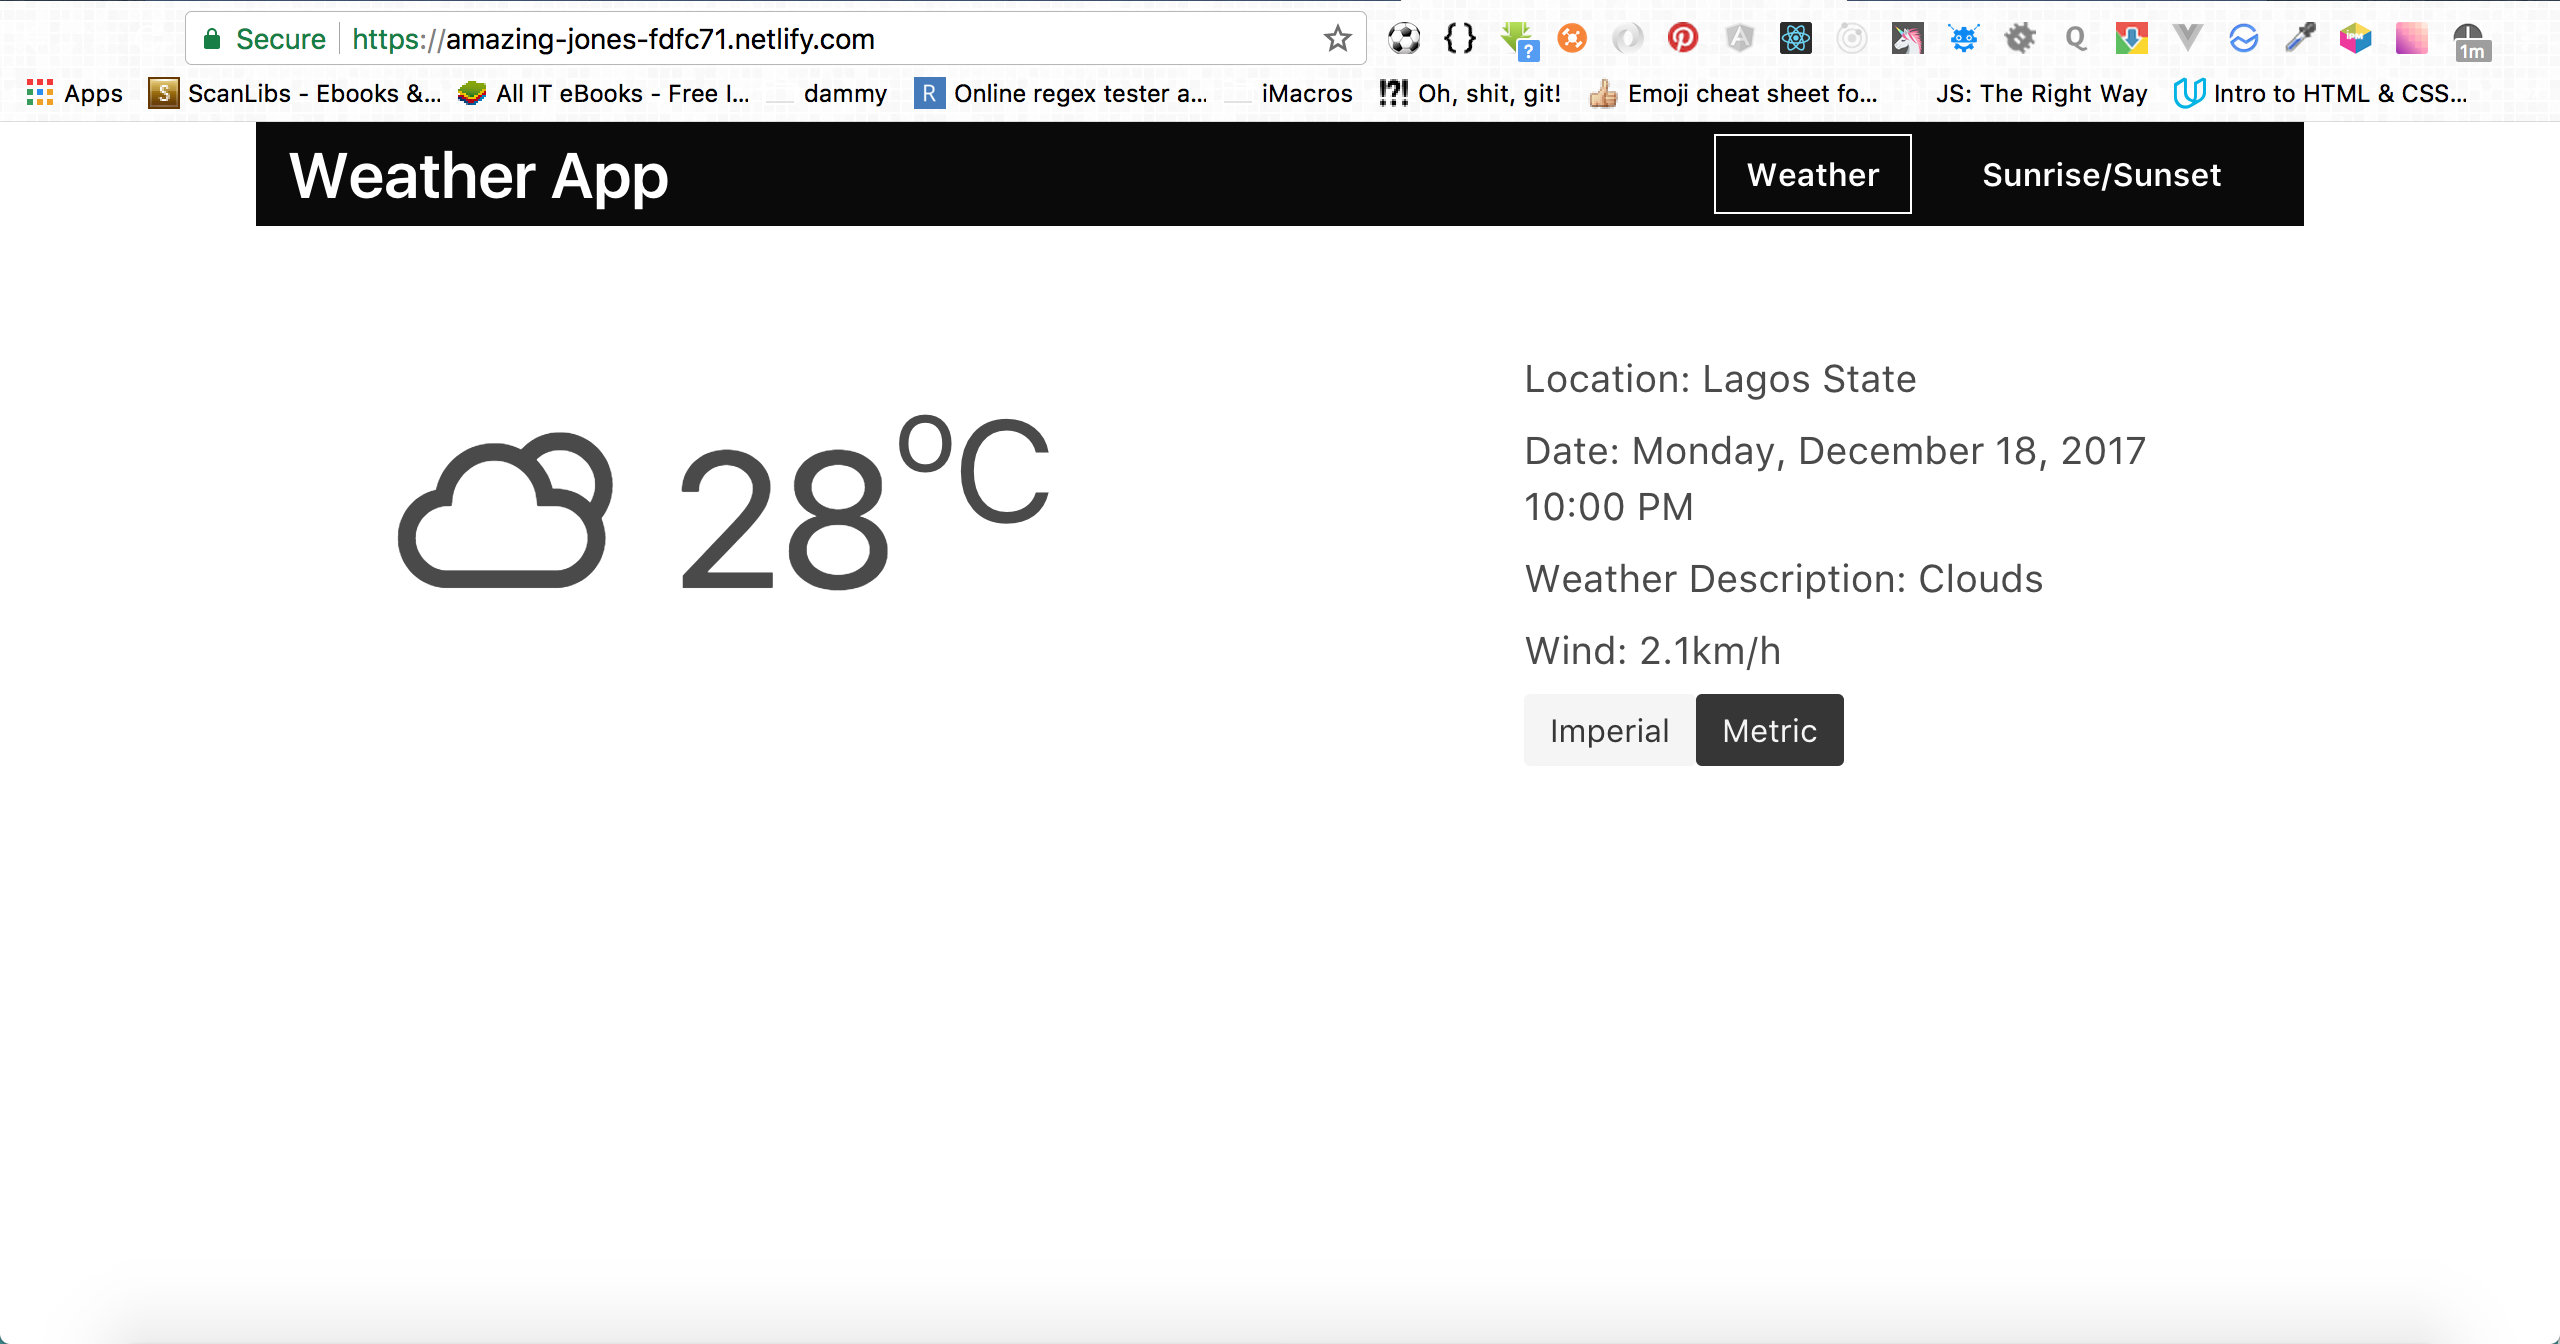 Secure https://amazing-jones-fdfc71.netlify.com
? Q 1m
Apps S ScanLibs - Ebooks &... All IT eBooks - Free I... dammy R Online regex tester a... iMacros !?! Oh, shit, git! Emoji cheat sheet fo... JS: The Right Way Intro to HTML & CSS...
Weather App Weather Sunrise/Sunset
28°C
Location: Lagos State
Date: Monday, December 18, 2017
10:00 PM
Weather Description: Clouds
Wind: 2.1km/h
Imperial Metric